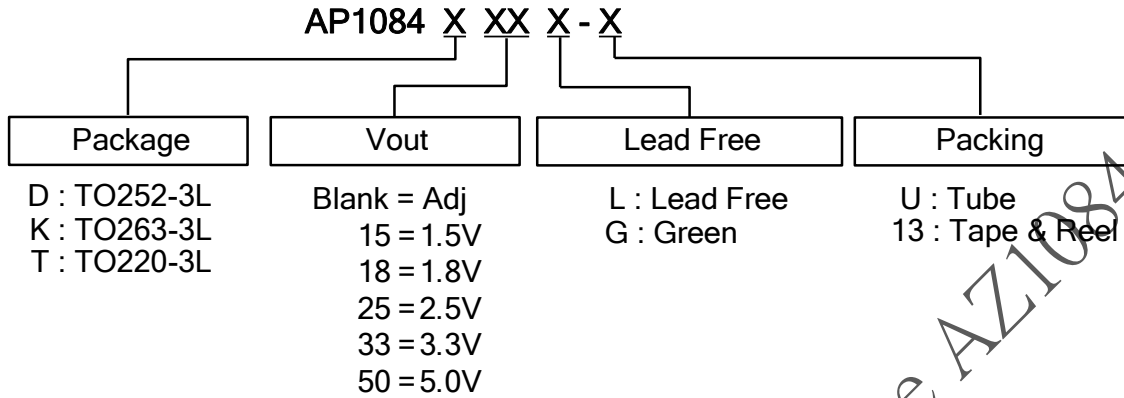 AP1084 X XX X - X
Package
D : TO252-3L
K : TO263-3L
T : TO220-3L
Vout
Blank = Adj
15 = 1.5V
18 = 1.8V
25 = 2.5V
33 = 3.3V
50 = 5.0V
Lead Free
L : Lead Free
G : Green
Packing
U : Tube
13 : Tape & Reel
AZ1084